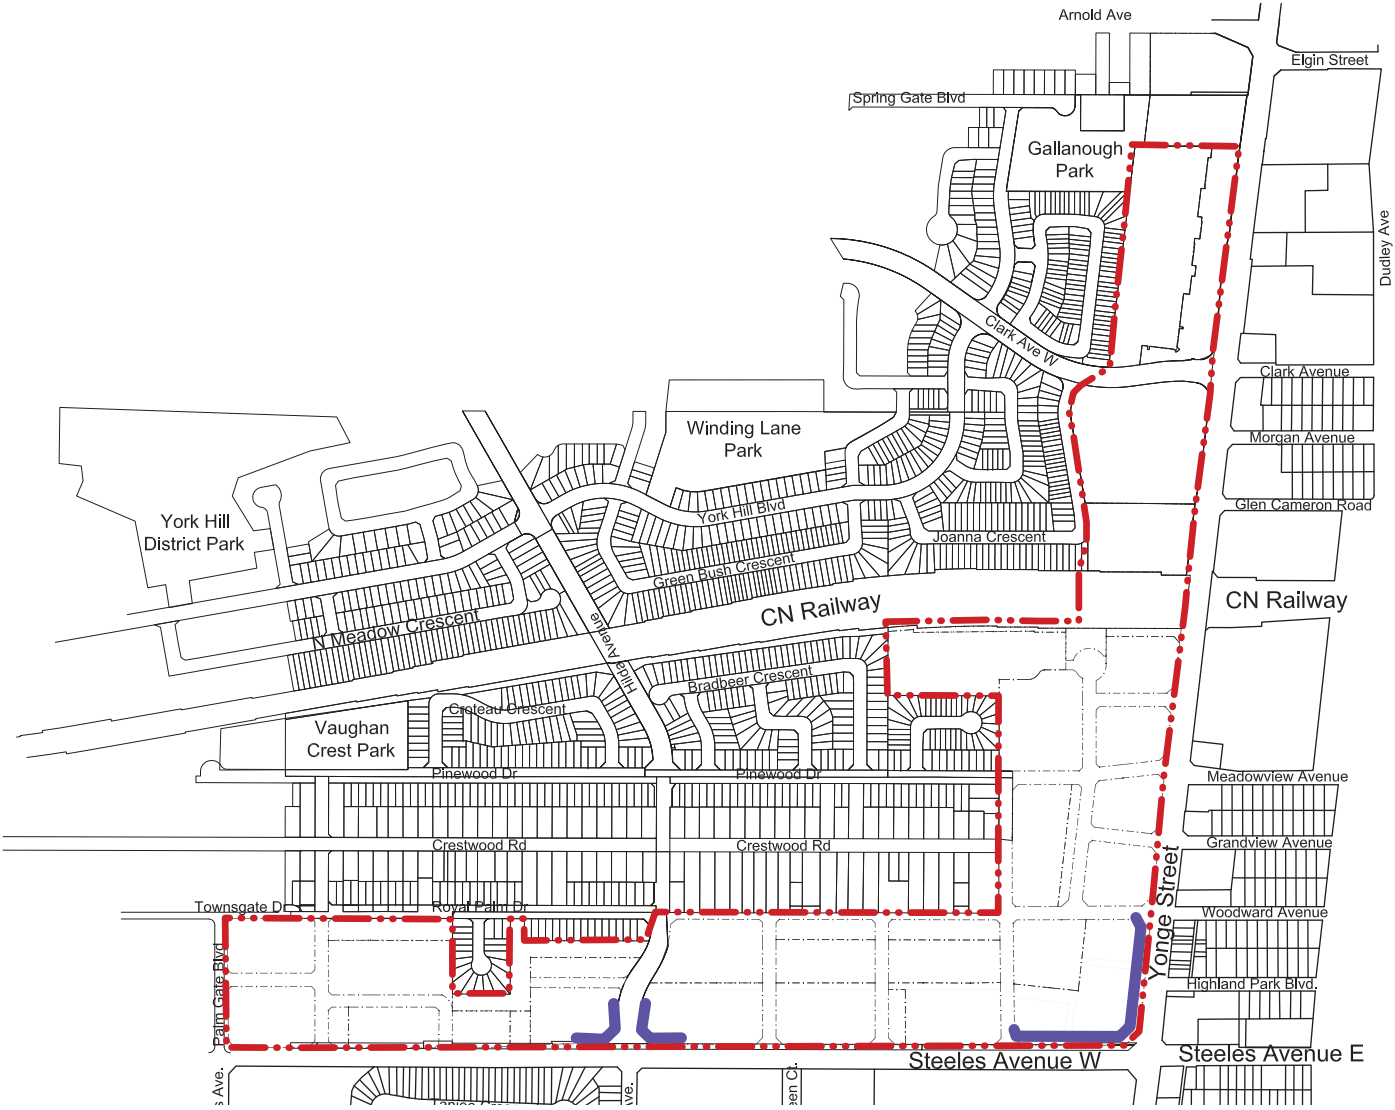 Arnold Ave
Elgin Street
Spring Gate Blvd
Gallanough
Park
Dudley Ave
Clark Ave W
Clark Avenue
Winding Lane
Park
Morgan Avenue
York Hill
District Park
York Hill Blvd
Glen Cameron Road
Joanna Crescent
Green Bush Crescent
CN Railway
CN Railway
N Meadow Crescent
Hilda Avenue
Bradbeer Crescent
Croteau Crescent
Vaughan
Crest Park
Pinewood Dr
Pinewood Dr
Meadowview Avenue
Crestwood Rd
Crestwood Rd
Grandview Avenue
Yonge Street
Townsgate Dr
Royal Palm Dr
Woodward Avenue
Palm Gate Blvd
Highland Park Blvd.
Steeles Avenue W
Steeles Avenue E
s Ave.
Ave.
een Ct.